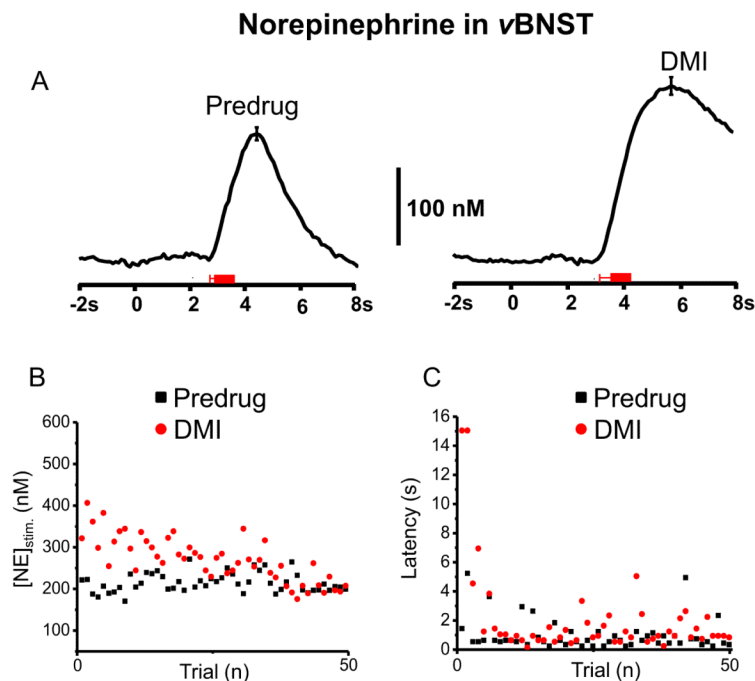 Norepinephrine in vBNST
A
Predrug
DMI
100 nM
-2s 0 2 4 6 8s
-2s 0 2 4 6 8s
B
Predrug
DMI
600
500
400
300
200
100
[NE]stim. (nM)
0 50
Trial (n)
C
Predrug
DMI
16
14
12
10
8
6
4
2
0
Latency (s)
0 50
Trial (n)